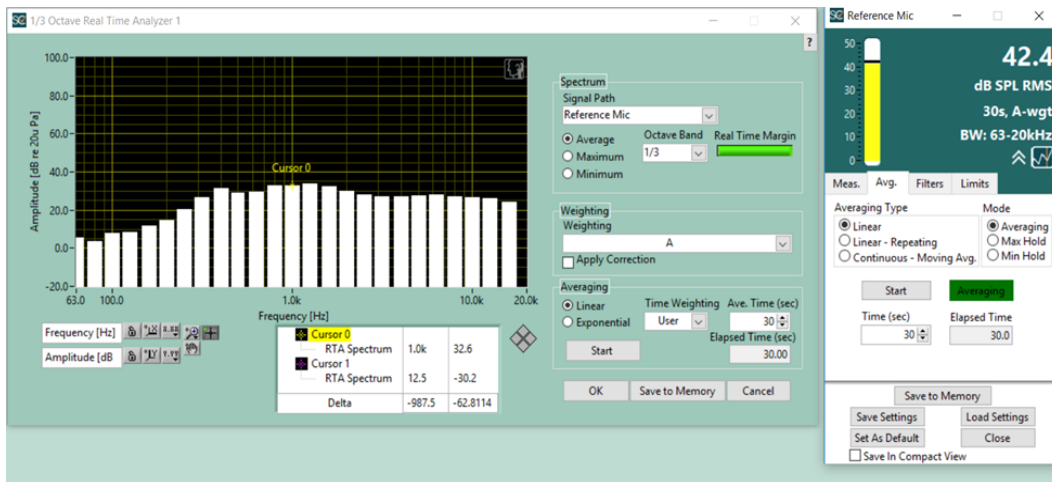 SC 1/3 Octave Real Time Analyzer 1
?
100.0
80.0
60.0
40.0
20.0
0.0
-20.0
Amplitude [dB re 20u Pa]
Cursor 0
63.0 100.0 1.0k 10.0k 20.0k
Frequency [Hz]
Frequency [Hz]
Amplitude [dB
Cursor 0
RTA Spectrum 1.0k 32.6
Cursor 1
RTA Spectrum 12.5 -30.2
Delta -987.5 -62.8114
Spectrum
Signal Path
Reference Mic
Average
Maximum
Minimum
Octave Band
1/3
Real Time Margin
Weighting
Weighting
A
Apply Correction
Averaging
Linear
Exponential
Time Weighting
User
Ave. Time (sec)
30
Elapsed Time (sec)
30.00
Start
OK Save to Memory Cancel
SC Reference Mic
50
40
30
20
10
0
42.4
dB SPL RMS
30s, A-wgt
BW: 63-20kHz
Meas. Avg. Filters Limits
Averaging Type
Linear
Linear - Repeating
Continuous - Moving Avg.
Mode
Averaging
Max Hold
Min Hold
Start Averaging
Time (sec) Elapsed Time
30 30.0
Save to Memory
Save Settings Load Settings
Set As Default Close
Save In Compact View